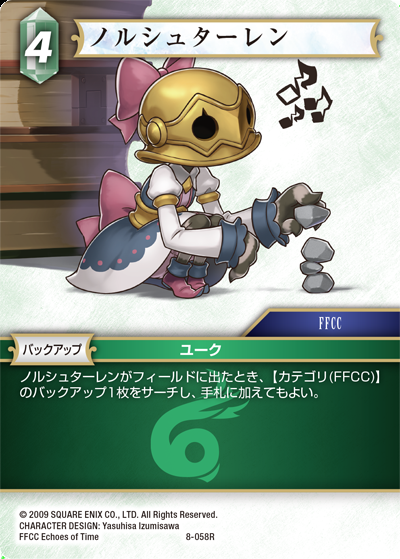 4
ノルシュターレン
FFCC
バックアップ
ユーク
ノルシュターレンがフィールドに出たとき、【カテゴリ(FFCC)】
のバックアップ1枚をサーチし、手札に加えてもよい。
6
© 2009 SQUARE ENIX CO., LTD. All Rights Reserved.
CHARACTER DESIGN: Yasuhisa Izumisawa
FFCC Echoes of Time 8-058R